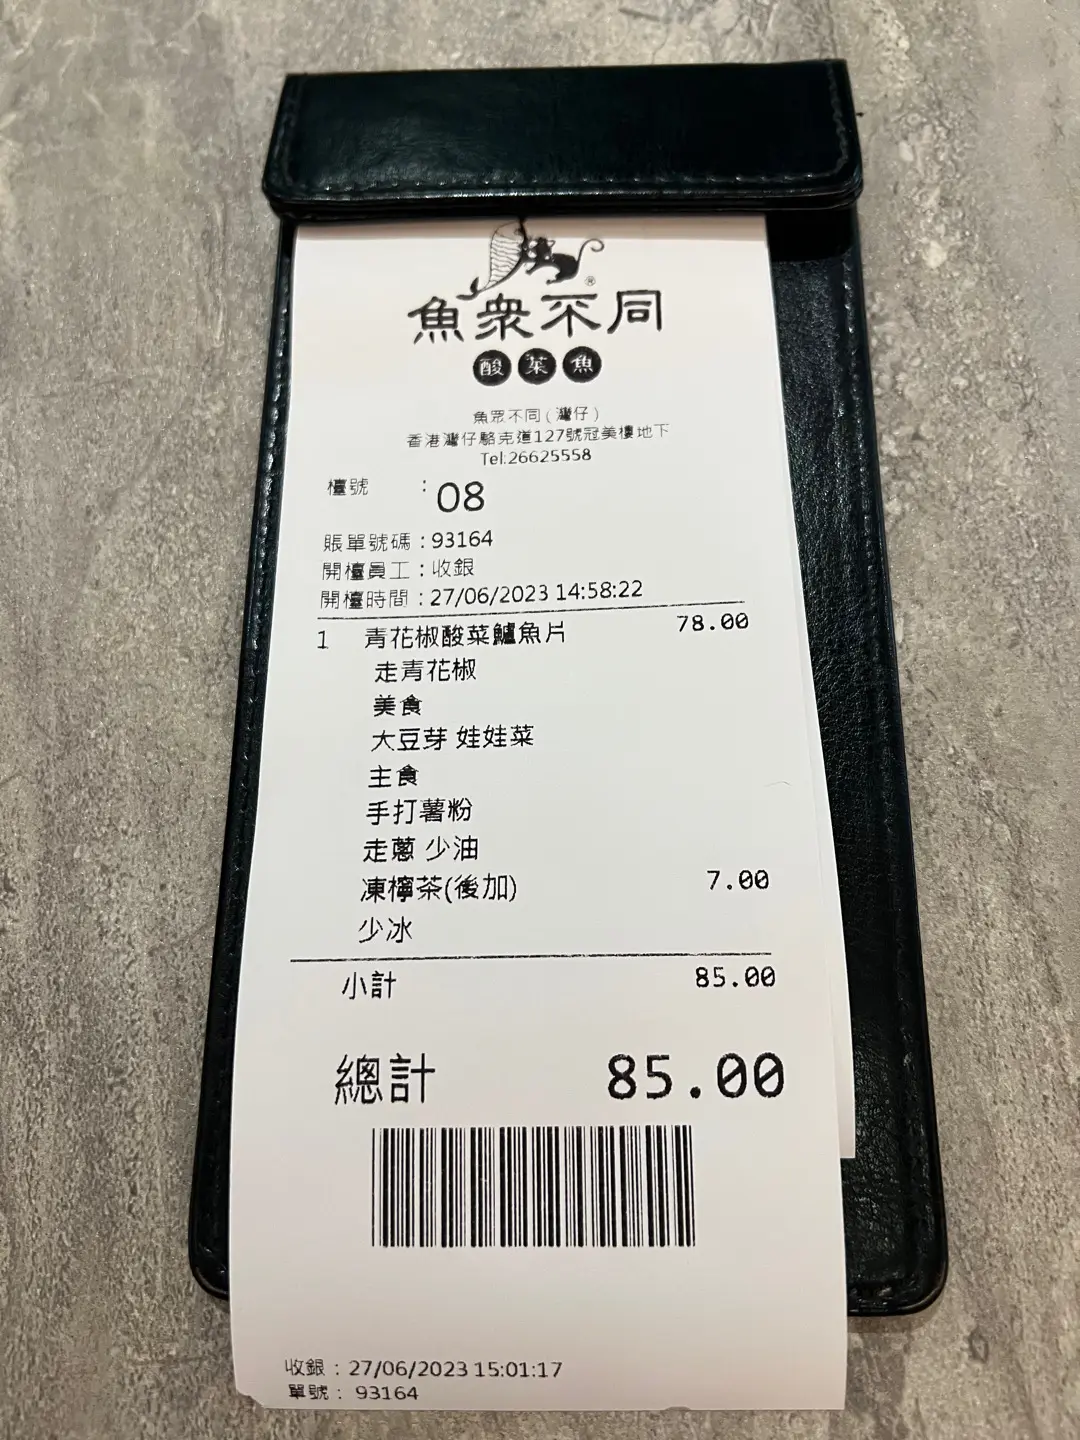 魚衆不同
酸菜魚
魚眾不同(灣仔)
香港灣仔駱克道127號冠美樓地下
Tel:26625558
檯號 : 08
賬單號碼 : 93164
開檯員工 : 收銀
開檯時間 : 27/06/2023 14:58:22
1 青花椒酸菜鱸魚片 78.00
走青花椒
美食
大豆芽 娃娃菜
主食
手打薯粉
走蔥 少油
凍檸茶(後加) 7.00
少冰
小計 85.00
總計 85.00
收銀 : 27/06/2023 15:01:17
單號 : 93164